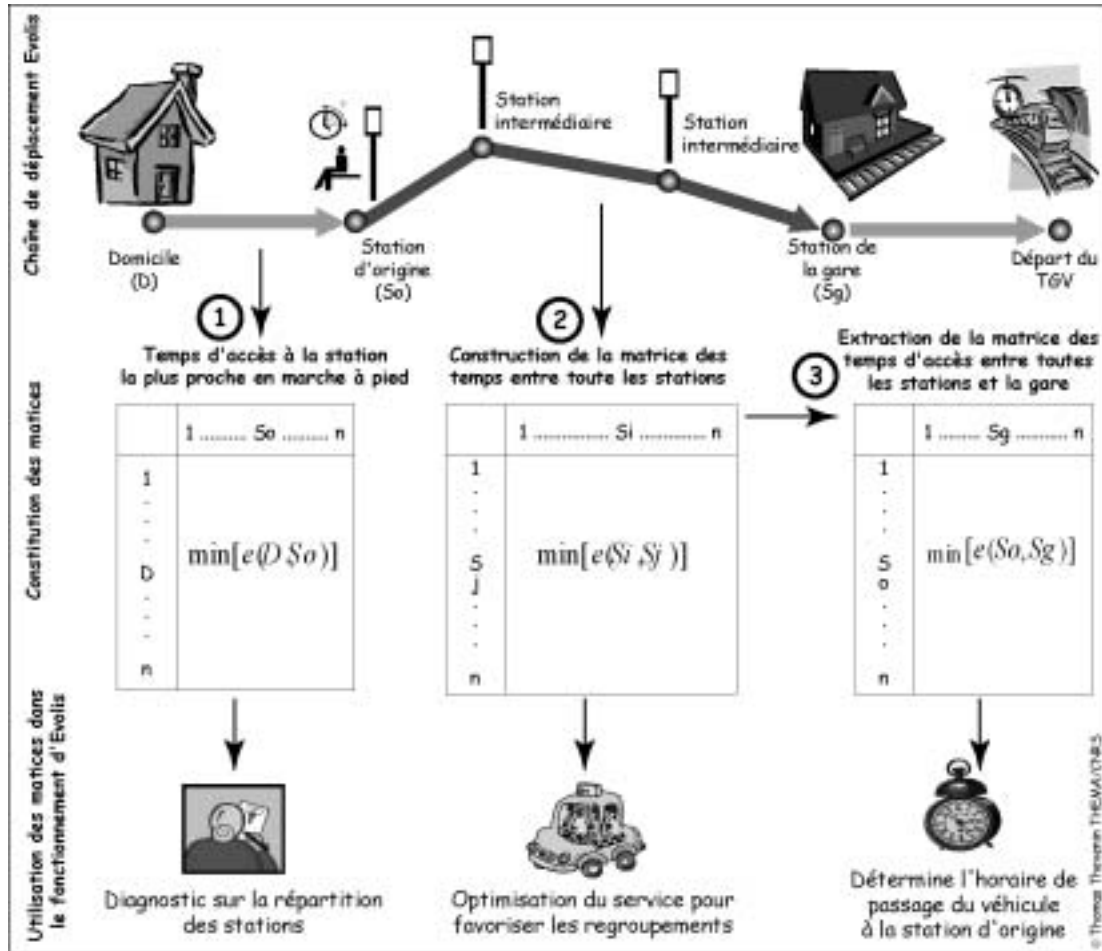 Chaîne de déplacement Evolis
Station
intermédiaire
Station
intermédiaire
Domicile
(D)
Station
d'origine
(So)
Station de
la gare
(Sg)
Départ du
TGV
1
Temps d'accès à la station
la plus proche en marche à pied
2
Construction de la matrice des
temps entre toute les stations
3
Extraction de la matrice des
temps d'accès entre toutes
les stations et la gare
Constitution des matices
1 ......... So ......... n
1
.
.
.
D
.
.
.
n
min[e(D,So)]
1 .............Si ............. n
1
.
.
.
S
j
.
.
.
n
min[e(Si,Sj)]
1 ........ Sg ......... n
1
.
.
.
S
o
.
.
.
n
min[e(So,Sg)]
Utilisation des matices dans
le fonctionnement d'Evolis
Diagnostic sur la répartition
des stations
Optimisation du service pour
favoriser les regroupements
Détermine l'horaire de
passage du véhicule
à la station d'origine
© Thomas Thevenin THEMA/CNRS